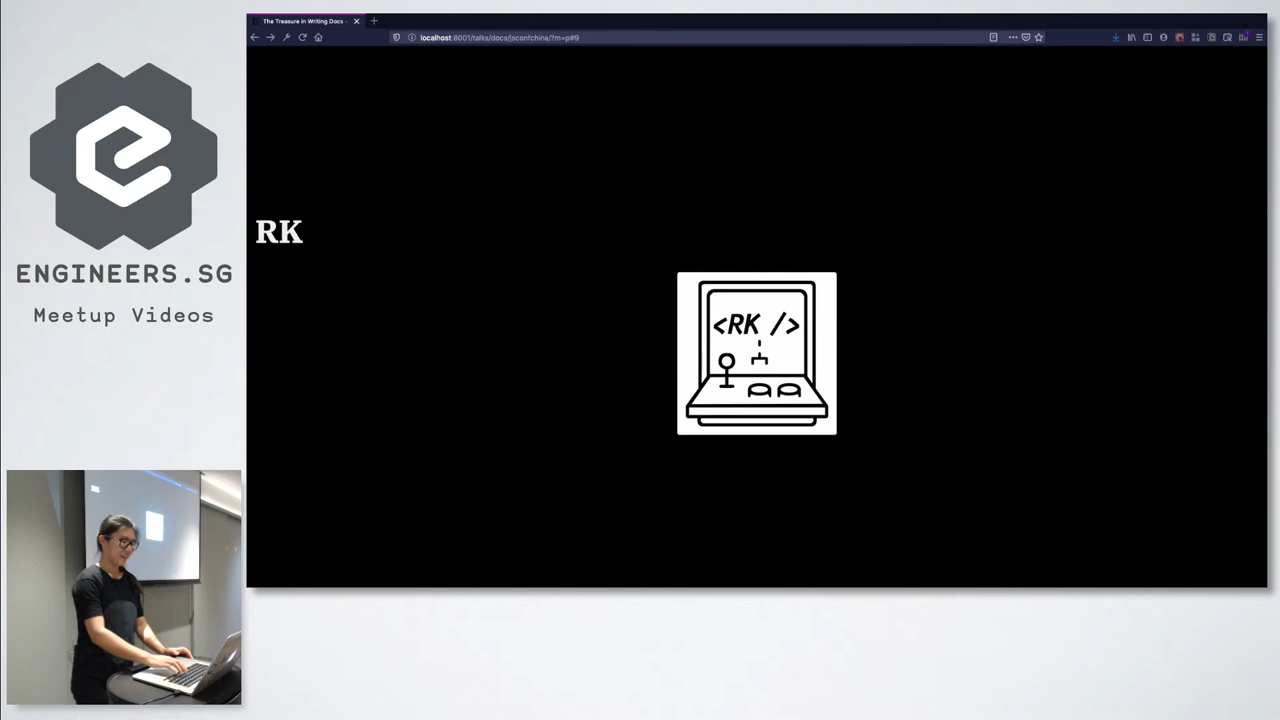 The Treasure in Writing Docs -
localhost:8001/talks/docs/jsconfchina/?m=p#9
ENGINEERS.SG
Meetup Videos
RK
<RK />